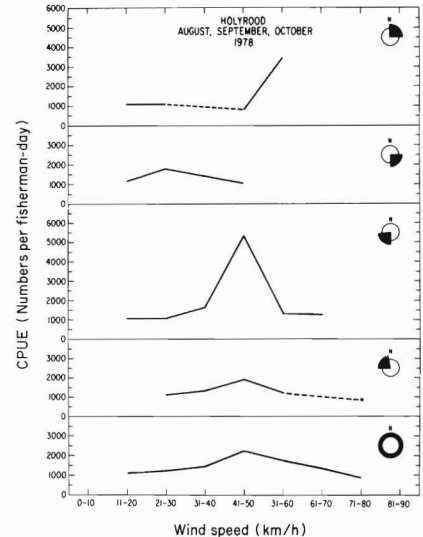 HOLYROOD
AUGUST, SEPTEMBER, OCTOBER
1978
N
6000
5000
4000
3000
2000
1000
0
N
3000
2000
1000
0
N
6000
5000
4000
3000
2000
1000
0
N
3000
2000
1000
0
N
3000
2000
1000
0
0-10 11-20 21-30 31-40 41-50 31-60 61-70 71-80 81-90
CPUE (Numbers per fisherman-day)
Wind speed (km/h)